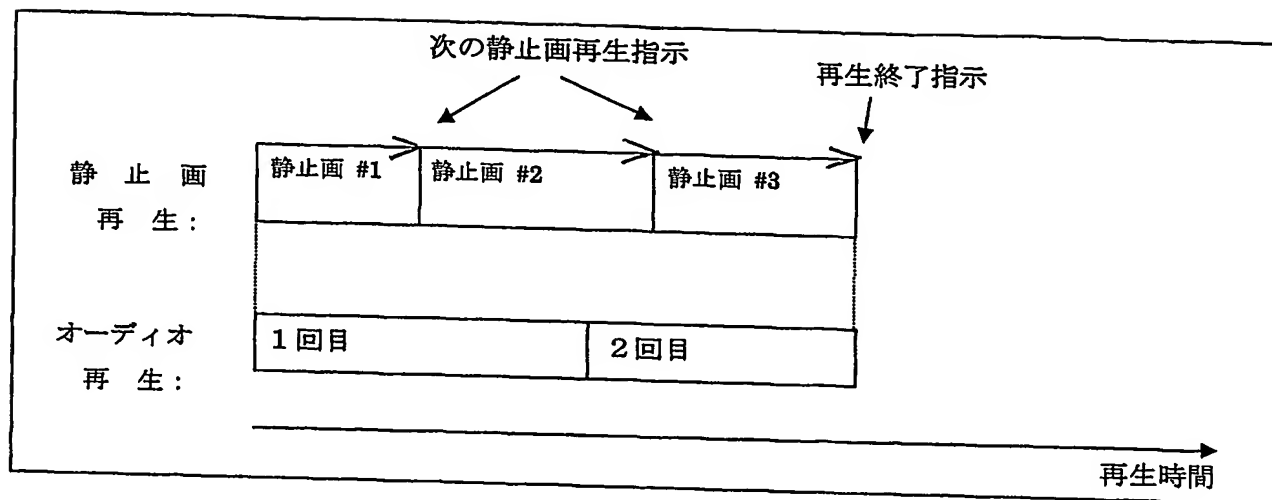 次の静止画再生指示
再生終了指示
静止画
再生：
静止画 #1
静止画 #2
静止画 #3
オーディオ
再生：
1回目
2回目
再生時間